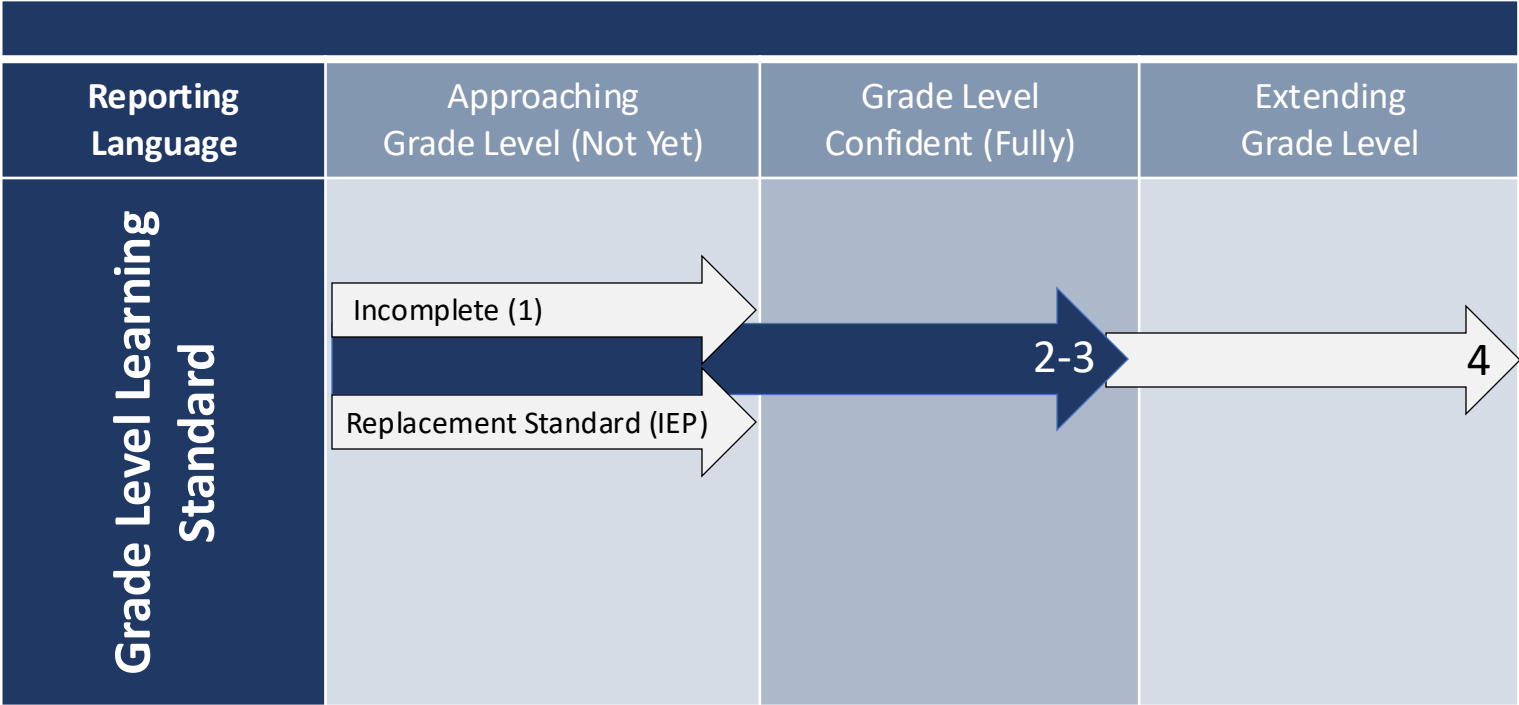 Reporting
Language
Approaching
Grade Level (Not Yet)
Grade Level
Confident (Fully)
Extending
Grade Level
Grade Level Learning
Standard
Incomplete (1)
2-3
4
Replacement Standard (IEP)